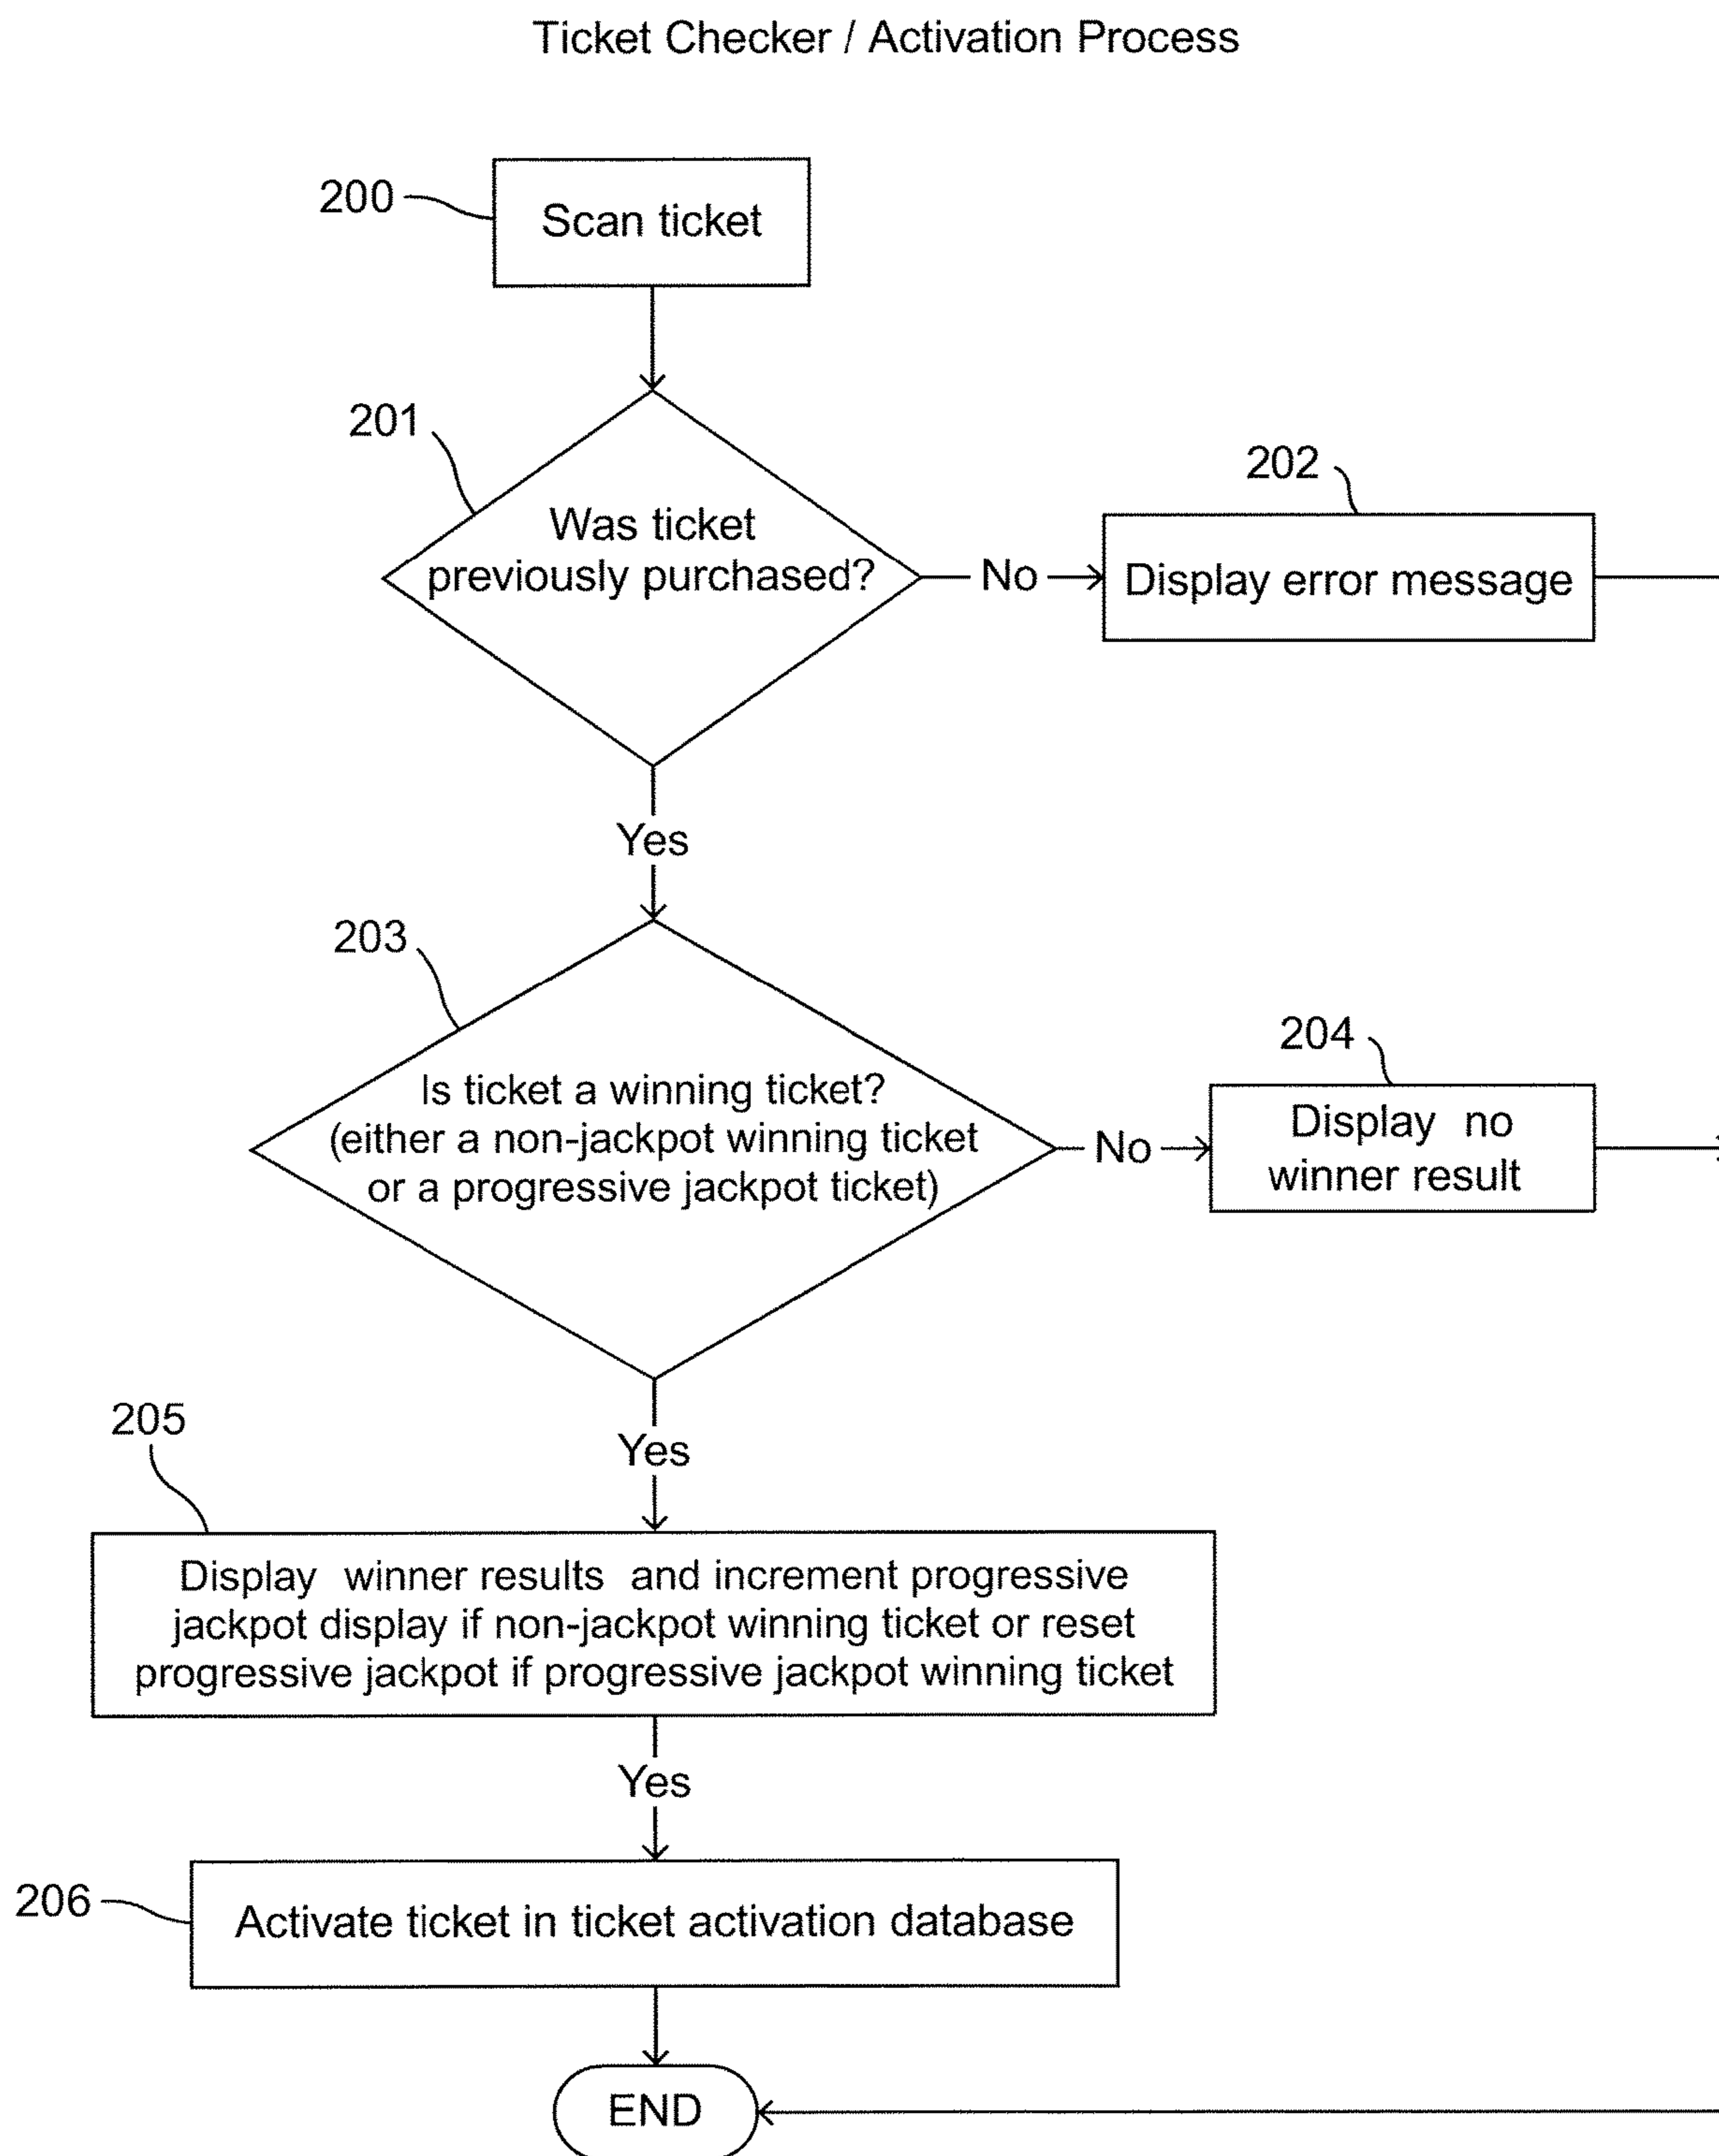 Ticket Checker / Activation Process
200
Scan ticket
201
Was ticket
previously purchased?
No
202
Display error message
Yes
203
Is ticket a winning ticket?
(either a non-jackpot winning ticket
or a progressive jackpot ticket)
No
204
Display no
winner result
Yes
205
Display winner results and increment progressive
jackpot display if non-jackpot winning ticket or reset
progressive jackpot if progressive jackpot winning ticket
Yes
206
Activate ticket in ticket activation database
END